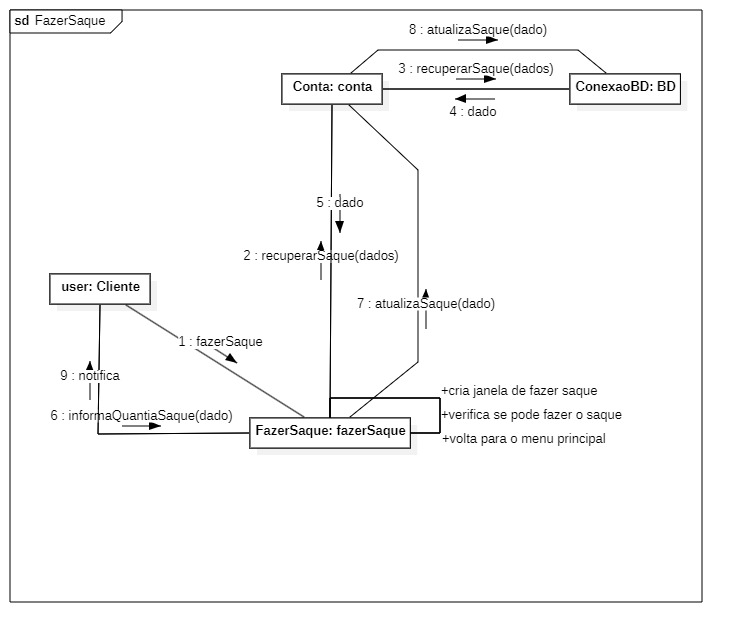 sd FazerSaque
8 : atualizaSaque(dado)
3 : recuperarSaque(dados)
Conta: conta
ConexaoBD: BD
4 : dado
5 : dado
2 : recuperarSaque(dados)
user: Cliente
7 : atualizaSaque(dado)
1 : fazerSaque
9 : notifica
+cria janela de fazer saque
6 : informaQuantiaSaque(dado)
+verifica se pode fazer o saque
FazerSaque: fazerSaque
+volta para o menu principal